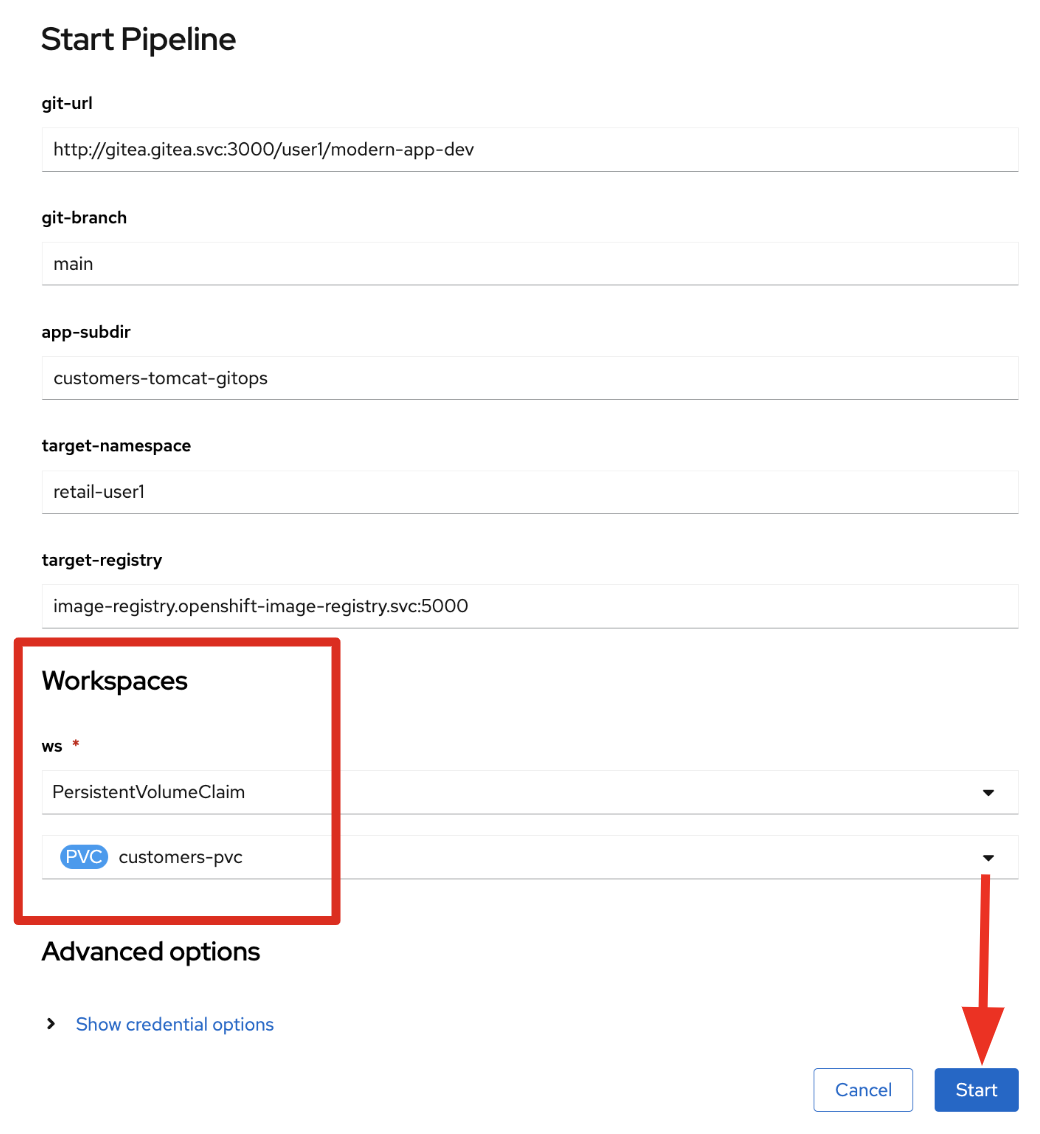 Start Pipeline
git-url
http://gitea.gitea.svc:3000/user1/modern-app-dev
git-branch
main
app-subdir
customers-tomcat-gitops
target-namespace
retail-user1
target-registry
image-registry.openshift-image-registry.svc:5000
Workspaces
ws *
PersistentVolumeClaim
PVC customers-pvc
Advanced options
Show credential options
Cancel Start